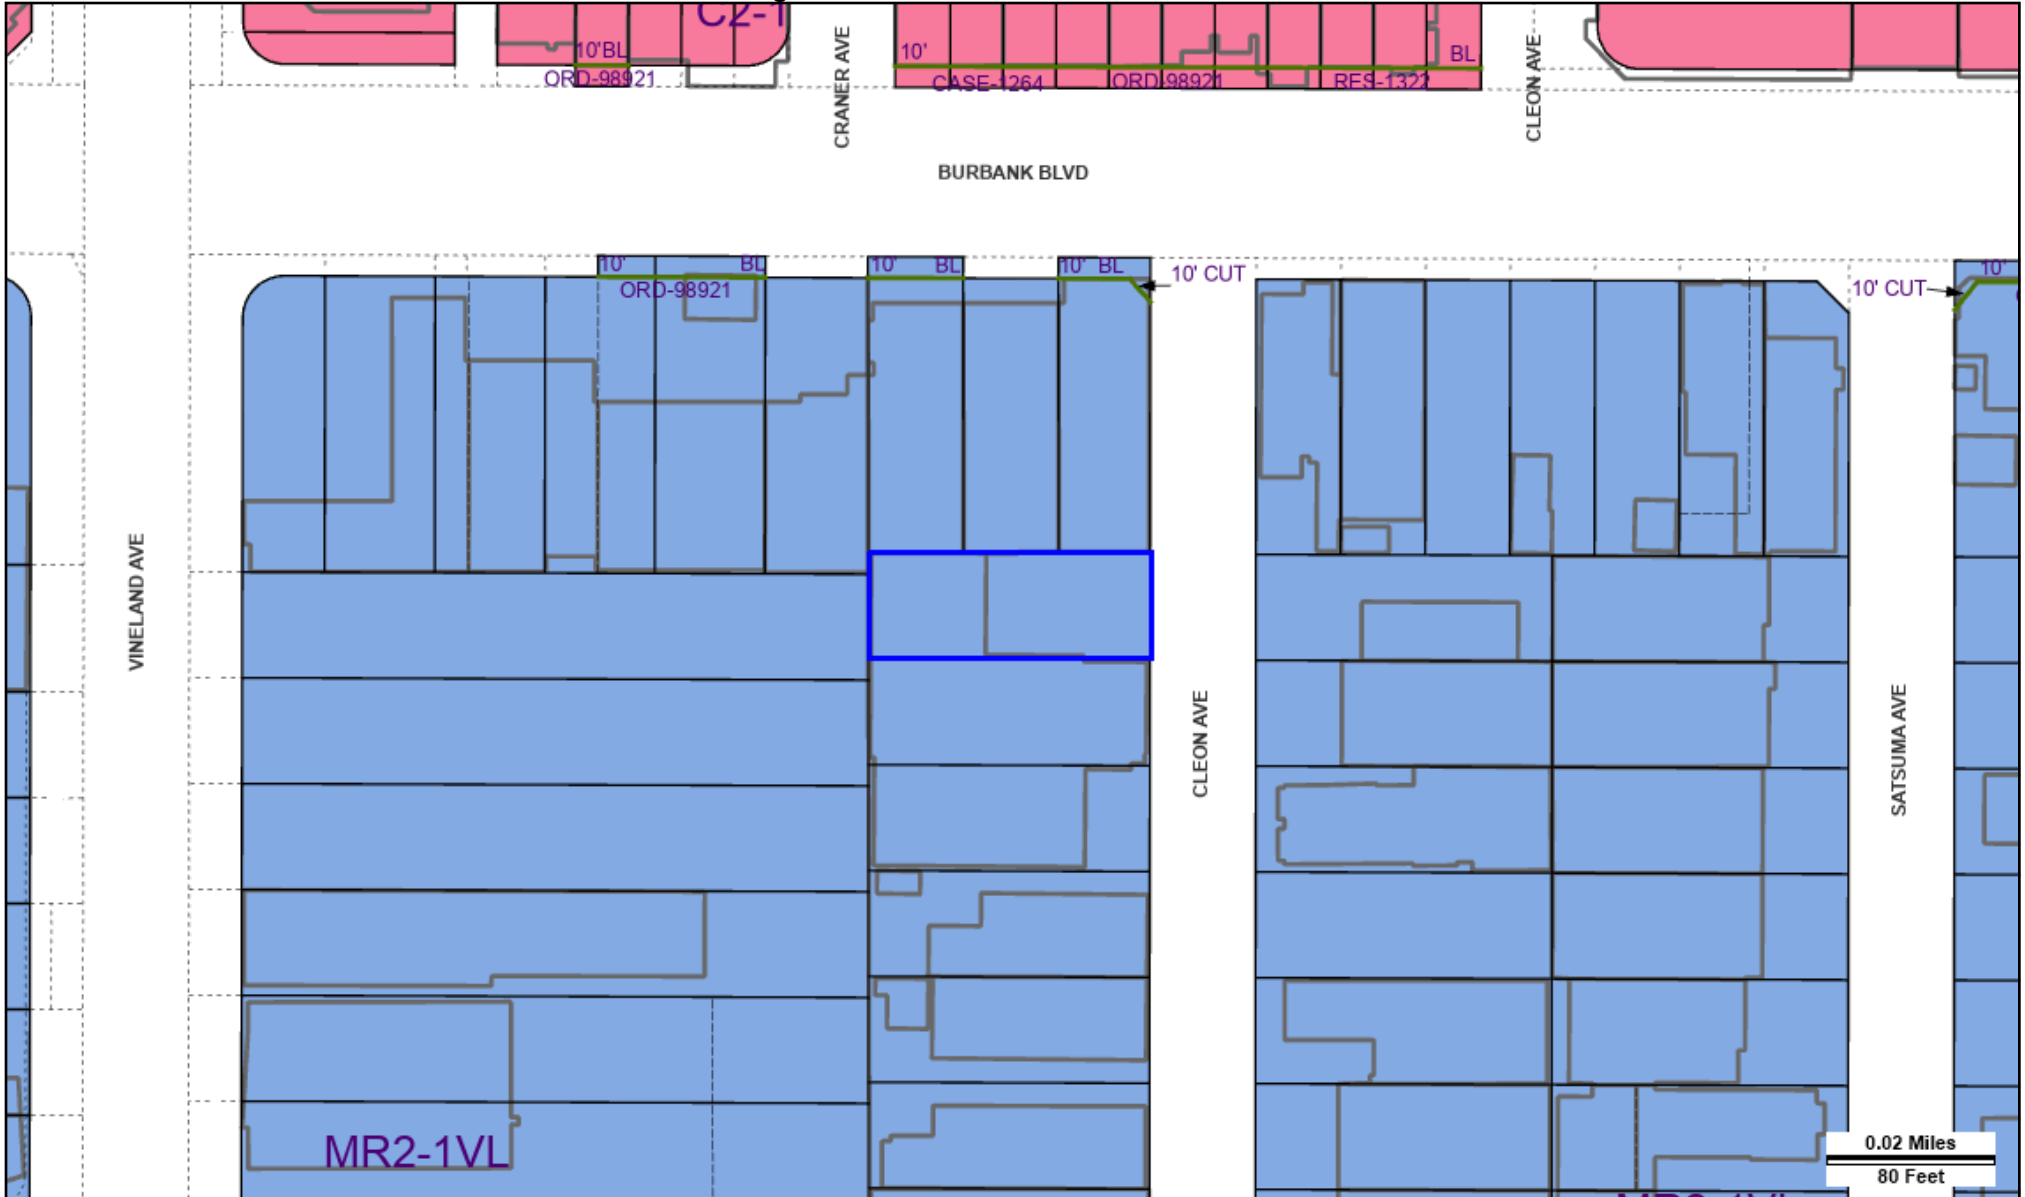 C2-1
10'BL
ORD-98921
CRANER AVE
10'
BL
CASE-1264
ORD-98921
RES-1322
CLEON AVE
BURBANK BLVD
10'
BL
ORD-98921
10'
BL
10'
BL
10' CUT
10' CUT
10'
VINELAND AVE
CLEON AVE
SATSUMA AVE
MR2-1VL
0.02 Miles
80 Feet
MR2-1VL